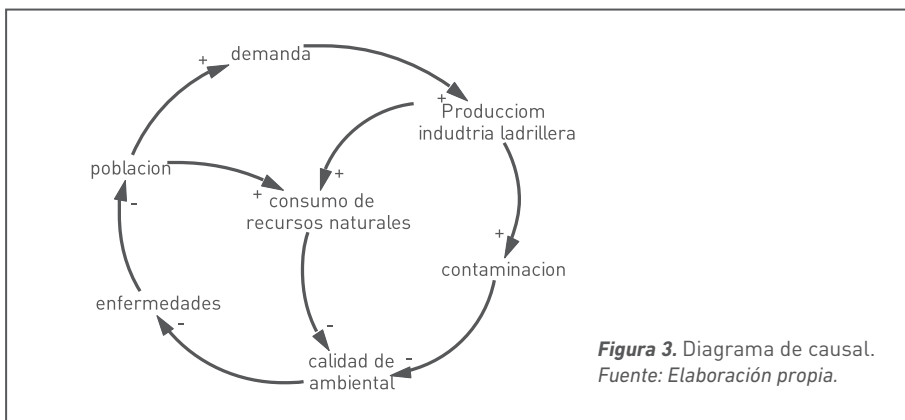 demanda
+
+
Producciom
indudtria ladrillera
poblacion
-
+
+
consumo de
recursos naturales
+
contaminacion
enfermedades
-
-
calidad de
ambiental
-
Figura 3. Diagrama de causal.
Fuente: Elaboración propia.